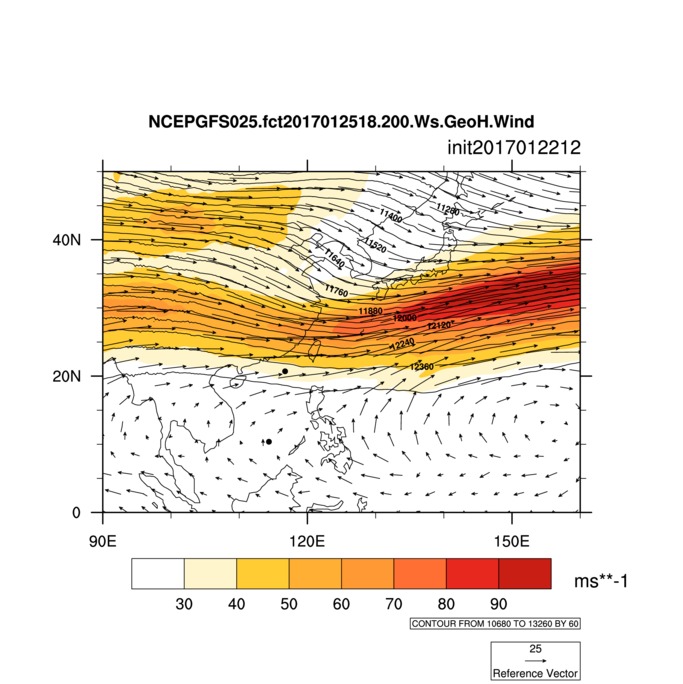 NCEPGFS025.fct2017012518.200.Ws.GeoH.Wind
init2017012212
11280
11400
11520
40N
11640
11760
11880
12000
12120
12240
12360
20N
0
90E 120E 150E
ms**-1
30 40 50 60 70 80 90
CONTOUR FROM 10680 TO 13260 BY 60
25
Reference Vector